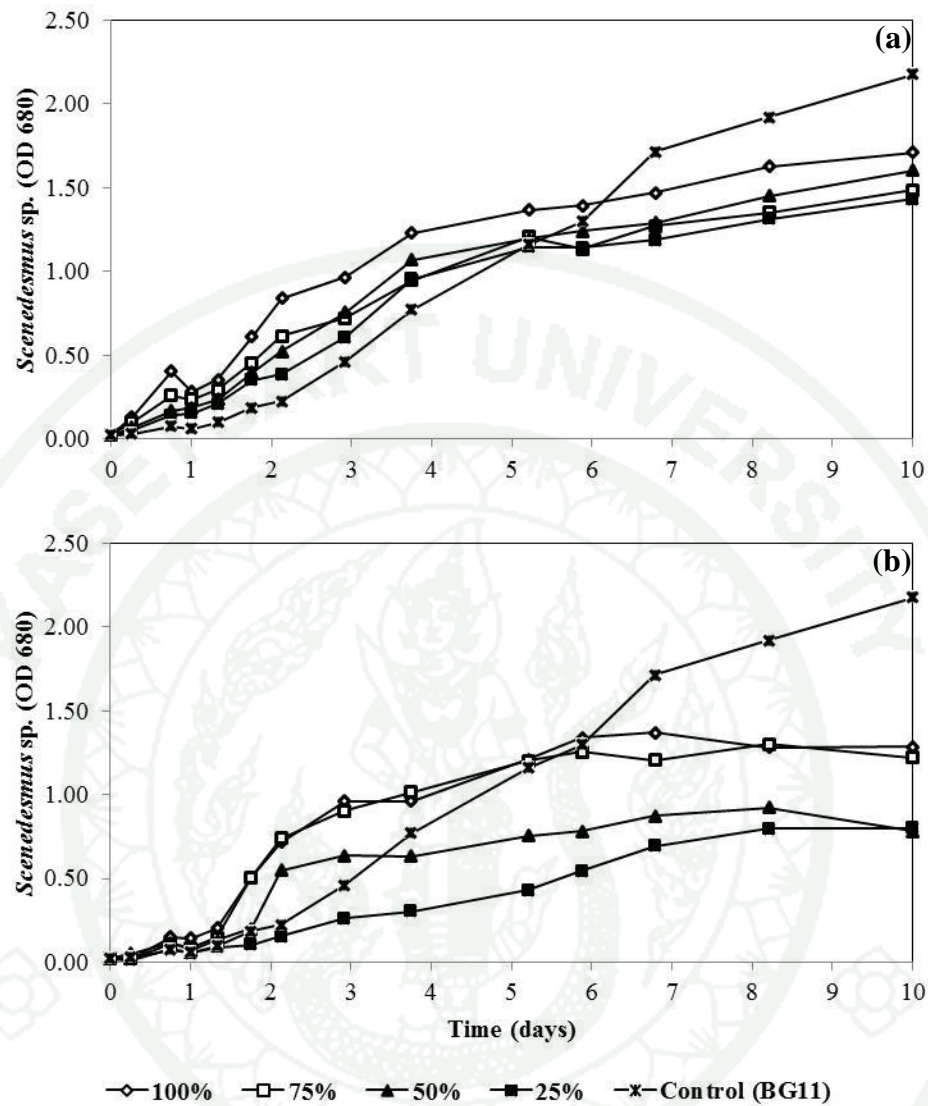 (a)
Scenedesmus sp. (OD 680)
2.50
2.00
1.50
1.00
0.50
0.00
0 1 2 3 4 5 6 7 8 9 10
(b)
Scenedesmus sp. (OD 680)
2.50
2.00
1.50
1.00
0.50
0.00
0 1 2 3 4 5 6 7 8 9 10
Time (days)
100% 75% 50% 25% Control (BG11)
KASETSART UNIVERSITY